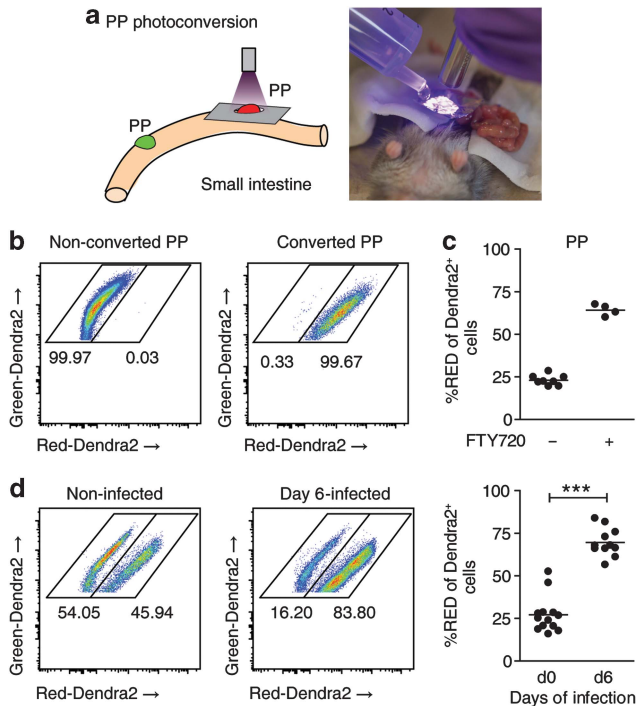 a PP photoconversion
PP
PP
Small intestine
b
Non-converted PP
Converted PP
Green-Dendra2 →
99.97
0.03
Red-Dendra2 →
Green-Dendra2 →
0.33
99.67
Red-Dendra2 →
c
PP
%RED of Dendra2+
cells
100
75
50
25
0
FTY720 – +
d
Non-infected
Day 6-infected
Green-Dendra2 →
54.05
45.94
Red-Dendra2 →
Green-Dendra2 →
16.20
83.80
Red-Dendra2 →
%RED of Dendra2+
cells
100
75
50
25
0
***
d0 d6
Days of infection